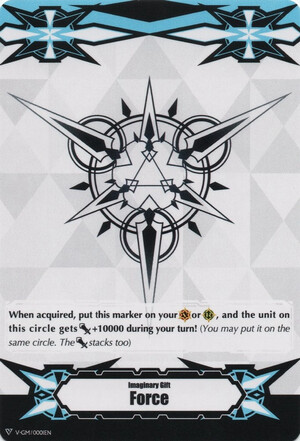 When acquired, put this marker on your or , and the unit on
this circle gets +10000 during your turn! (You may put it on the
same circle. The stacks too)
Imaginary Gift
Force
V-GM/0001EN